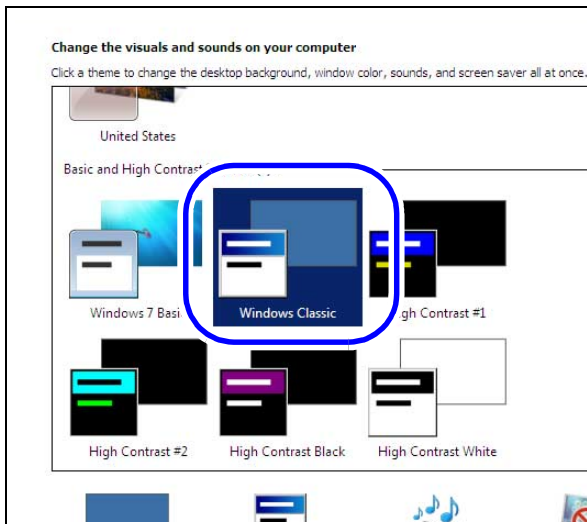 Change the visuals and sounds on your computer
Click a theme to change the desktop background, window color, sounds, and screen saver all at once.
United States
Basic and High Contrast
Windows 7 Basi
Windows Classic
gh Contrast #1
High Contrast #2
High Contrast Black
High Contrast White